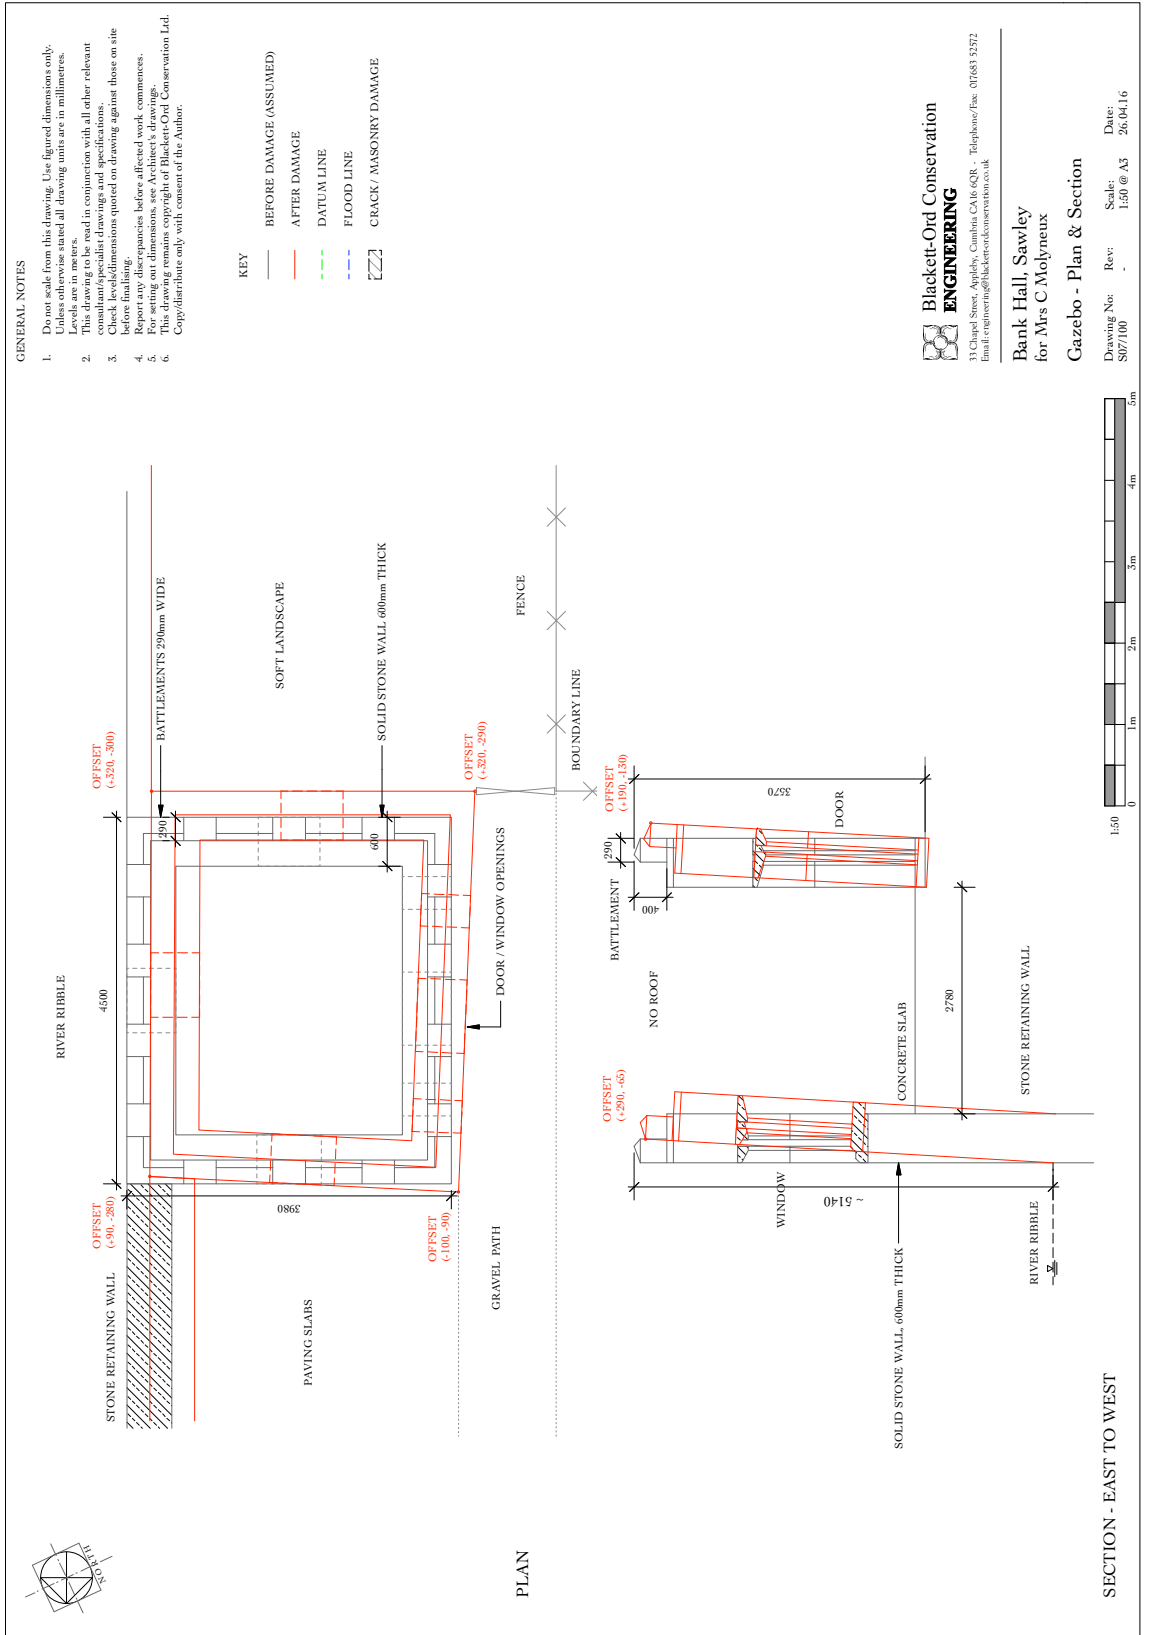 GENERAL NOTES
1. Do not scale from this drawing. Use figured dimensions only.
Unless otherwise stated all drawing units are in millimetres.
Levels are in meters.
2. This drawing to be read in conjunction with all other relevant
consultant/specialist drawings and specifications.
3. Check levels/dimensions quoted on drawing against those on site
before finalising.
4. Report any discrepancies before affected work commences.
5. For setting out dimensions, see Architect's drawings.
6. This drawing remains copyright of Blackett-Ord Conservation Ltd.
Copy/distribute only with consent of the Author.
KEY
BEFORE DAMAGE (ASSUMED)
AFTER DAMAGE
DATUM LINE
FLOOD LINE
CRACK / MASONRY DAMAGE
NORTH
PLAN
STONE RETAINING WALL
OFFSET
(+90, -280)
RIVER RIBBLE
4500
OFFSET
(+320, -300)
BATTLEMENTS 290mm WIDE
290
SOFT LANDSCAPE
SOLID STONE WALL 600mm THICK
600
PAVING SLABS
3980
OFFSET
(-100, -90)
OFFSET
(+320, -290)
GRAVEL PATH
DOOR / WINDOW OPENINGS
FENCE
BOUNDARY LINE
OFFSET
(+290, -65)
OFFSET
(+190, -130)
BATTLEMENT
290
400
NO ROOF
3570
DOOR
WINDOW
~ 5140
CONCRETE SLAB
2780
SOLID STONE WALL, 600mm THICK
RIVER RIBBLE
STONE RETAINING WALL
SECTION - EAST TO WEST
1:50
0
1m
2m
3m
4m
5m
Blackett-Ord Conservation
ENGINEERING
33 Chapel Street, Appleby, Cumbria CA16 6QR - Telephone/Fax: 017683 52572
Email: engineering@blackett-ordconservation.co.uk
Bank Hall, Sawley
for Mrs C Molyneux
Gazebo - Plan & Section
Drawing No: Rev: Scale: Date:
S07/100 - 1:50 @ A3 26.04.16